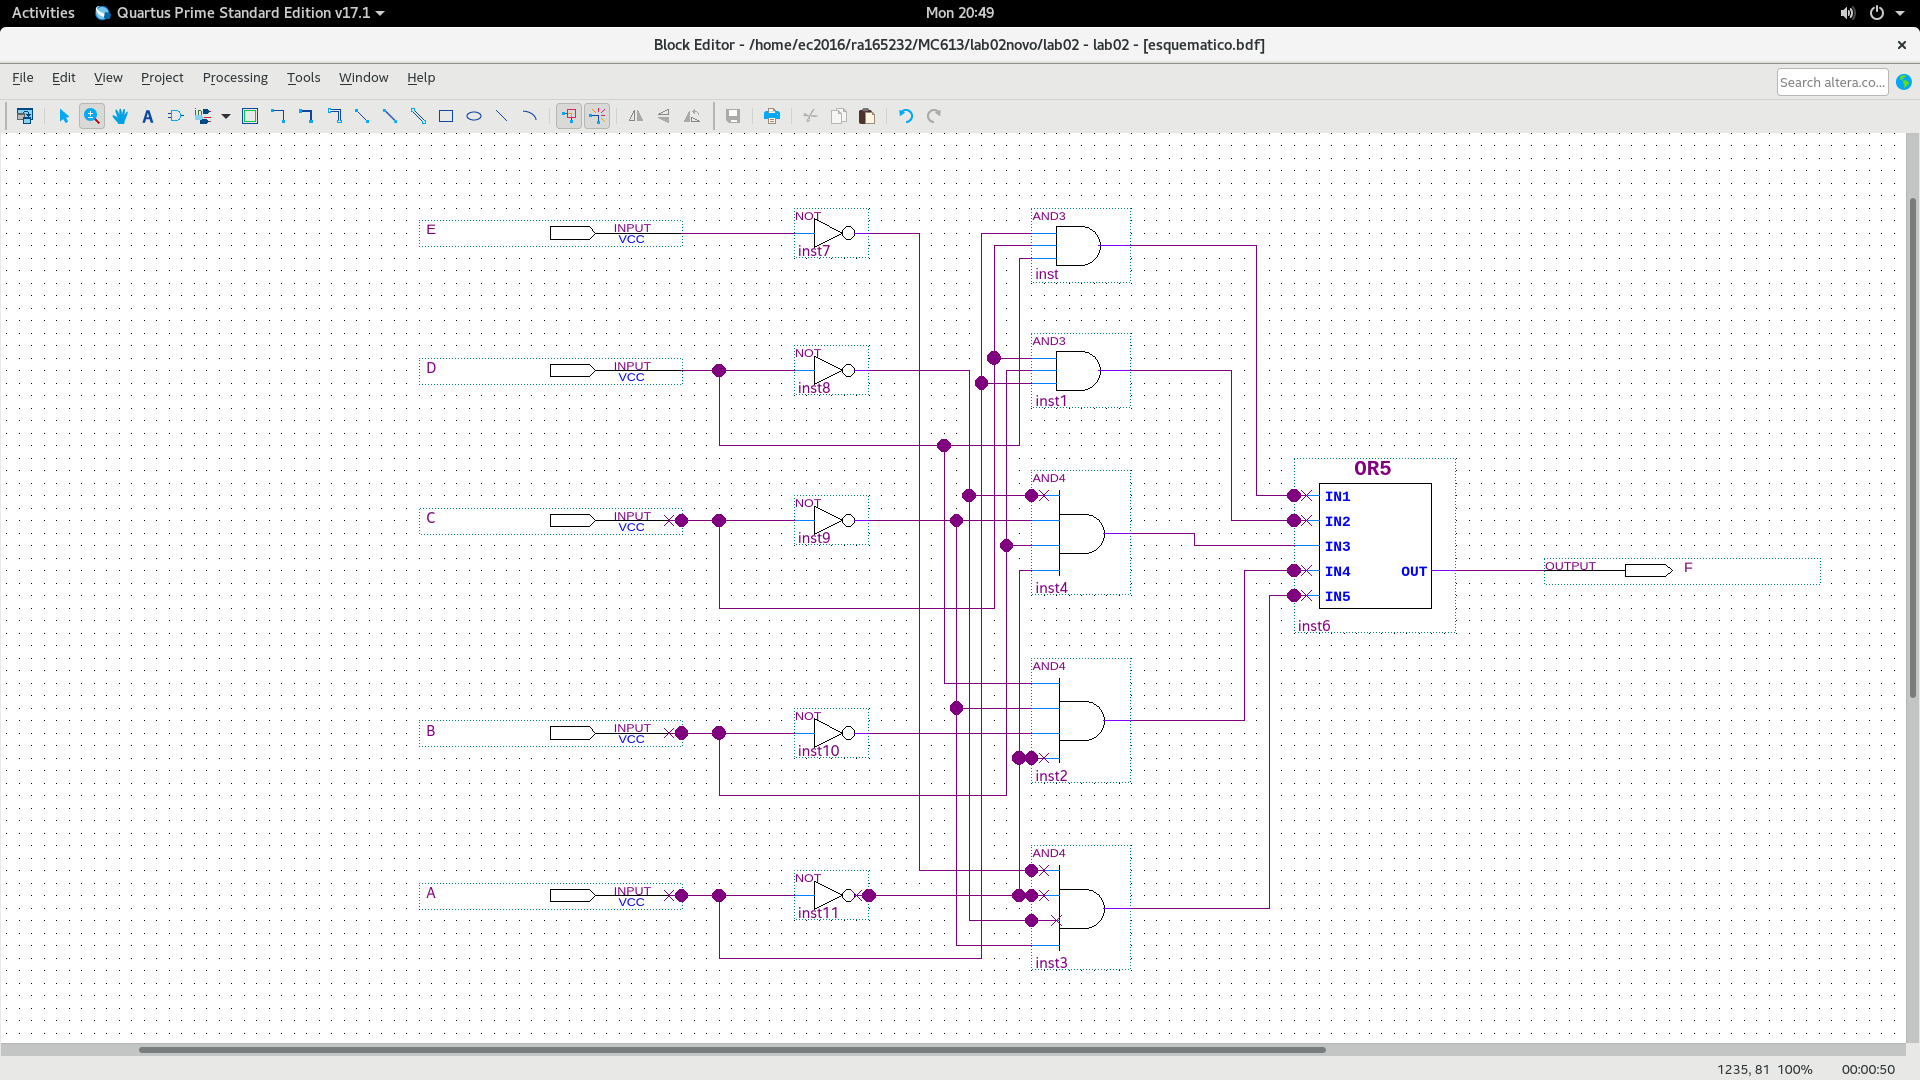 Activities Quartus Prime Standard Edition v17.1 Mon 20:49
Block Editor - /home/ec2016/ra165232/MC613/lab02novo/lab02 - lab02 - [esquematico.bdf]
File Edit View Project Processing Tools Window Help Search altera.co...
A
E INPUT VCC
NOT inst7
AND3 inst
D INPUT VCC
NOT inst8
AND3 inst1
C INPUT VCC
NOT inst9
AND4 inst4
OR5
IN1
IN2
IN3
IN4 OUT
IN5
inst6
OUTPUT F
B INPUT VCC
NOT inst10
AND4 inst2
A INPUT VCC
NOT inst11
AND4 inst3
1235, 81 100% 00:00:50